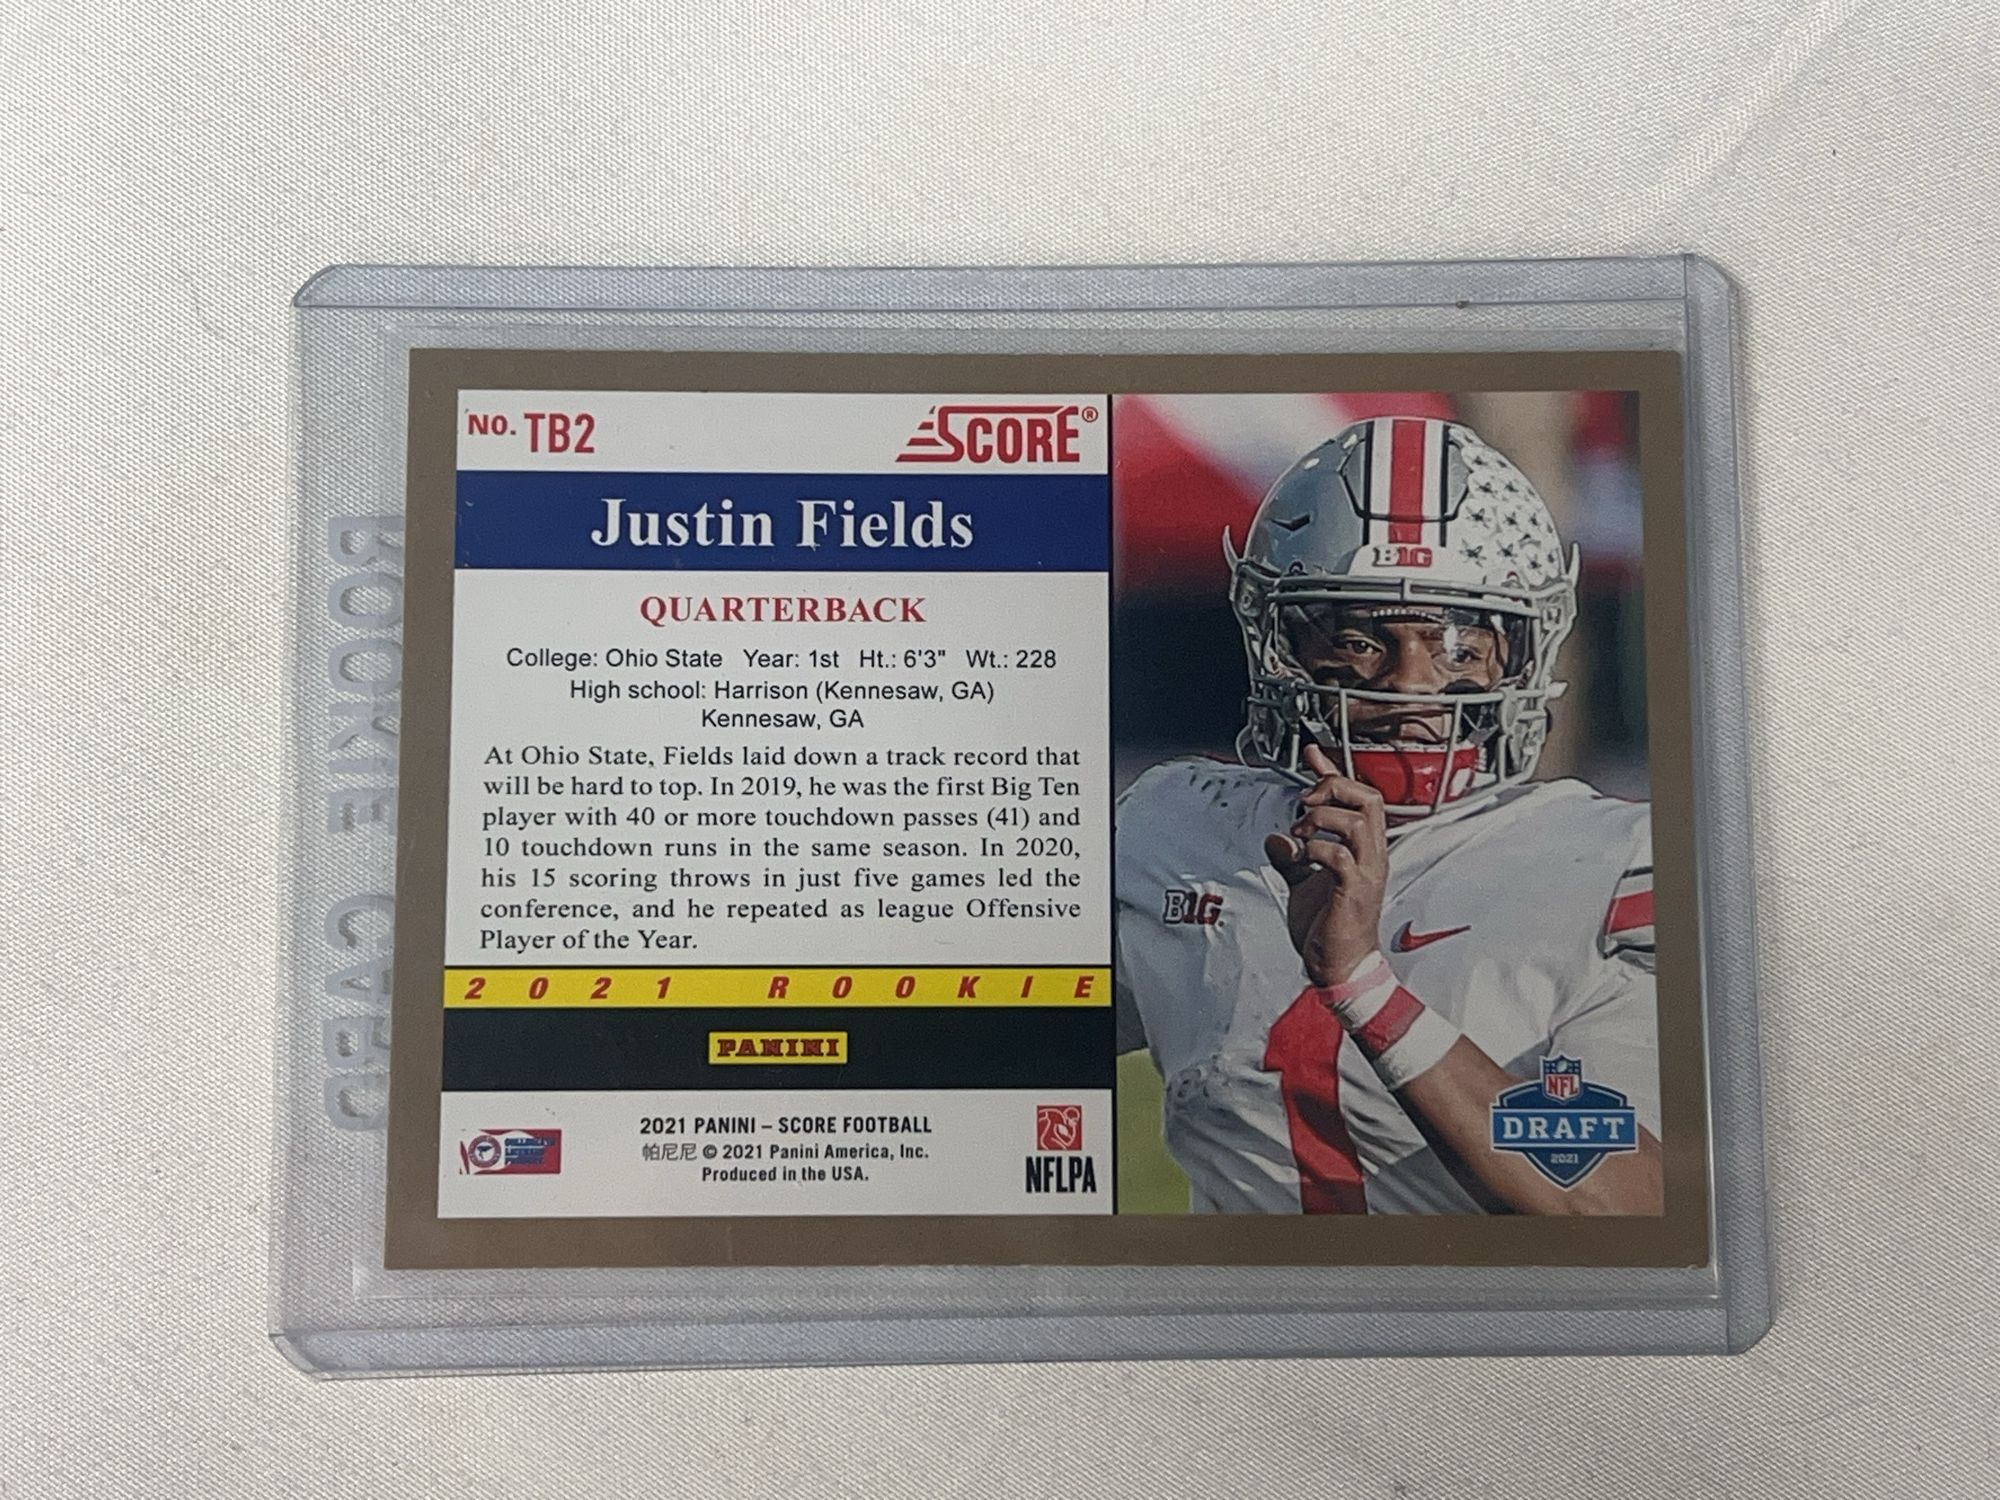 NO. TB2
SCORE®
Justin Fields
QUARTERBACK
College: Ohio State Year: 1st Ht.: 6'3" Wt.: 228
High school: Harrison (Kennesaw, GA)
Kennesaw, GA
At Ohio State, Fields laid down a track record that
will be hard to top. In 2019, he was the first Big Ten
player with 40 or more touchdown passes (41) and
10 touchdown runs in the same season. In 2020,
his 15 scoring throws in just five games led the
conference, and he repeated as league Offensive
Player of the Year.
2021 ROOKIE
PANINI
2021 PANINI – SCORE FOOTBALL
帕尼尼 © 2021 Panini America, Inc.
Produced in the USA.
NFLPA
B1G
B1G
1
NFL
DRAFT
2021
ROOKIE CARD